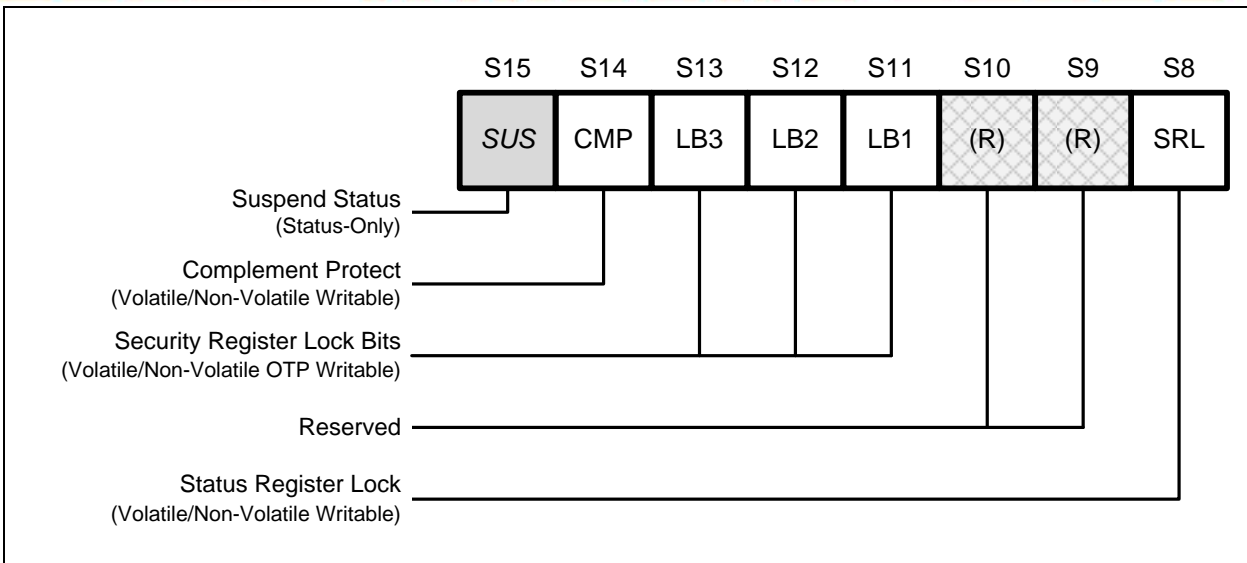 S15 S14 S13 S12 S11 S10 S9 S8
SUS CMP LB3 LB2 LB1 (R) (R) SRL
Suspend Status
(Status-Only)
Complement Protect
(Volatile/Non-Volatile Writable)
Security Register Lock Bits
(Volatile/Non-Volatile OTP Writable)
Reserved
Status Register Lock
(Volatile/Non-Volatile Writable)